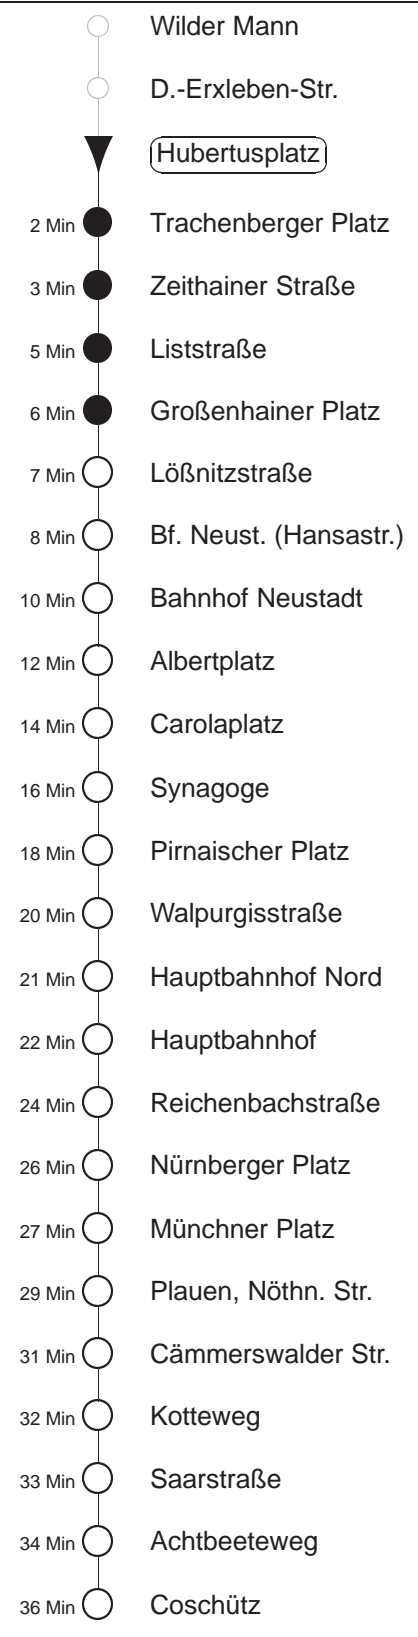 Wilder Mann
D.-Erxleben-Str.
Hubertusplatz
2 Min Trachenberger Platz
3 Min Zeithainer Straße
5 Min Liststraße
6 Min Großenhainer Platz
7 Min Lößnitzstraße
8 Min Bf. Neust. (Hansastr.)
10 Min Bahnhof Neustadt
12 Min Albertplatz
14 Min Carolaplatz
16 Min Synagoge
18 Min Pirnaischer Platz
20 Min Walpurgisstraße
21 Min Hauptbahnhof Nord
22 Min Hauptbahnhof
24 Min Reichenbachstraße
26 Min Nürnberger Platz
27 Min Münchner Platz
29 Min Plauen, Nöthn. Str.
31 Min Cämmerswalder Str.
32 Min Kotteweg
33 Min Saarstraße
34 Min Achtbeeteweg
36 Min Coschütz